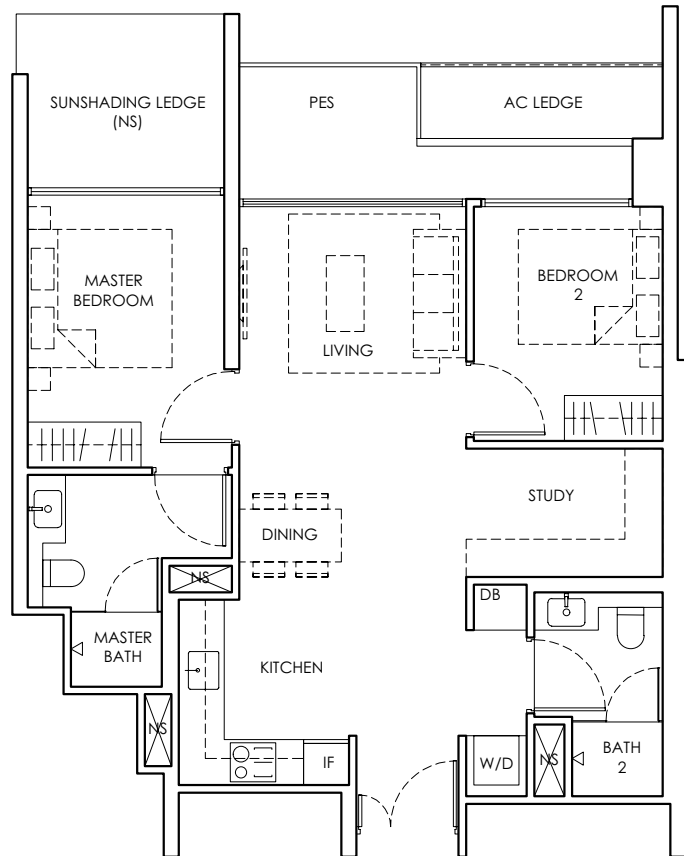 SUNSHADING LEDGE
(NS)
PES
AC LEDGE
MASTER
BEDROOM
LIVING
BEDROOM
2
STUDY
DINING
NS
DB
MASTER
BATH
KITCHEN
NS
IF
W/D
NS
BATH
2